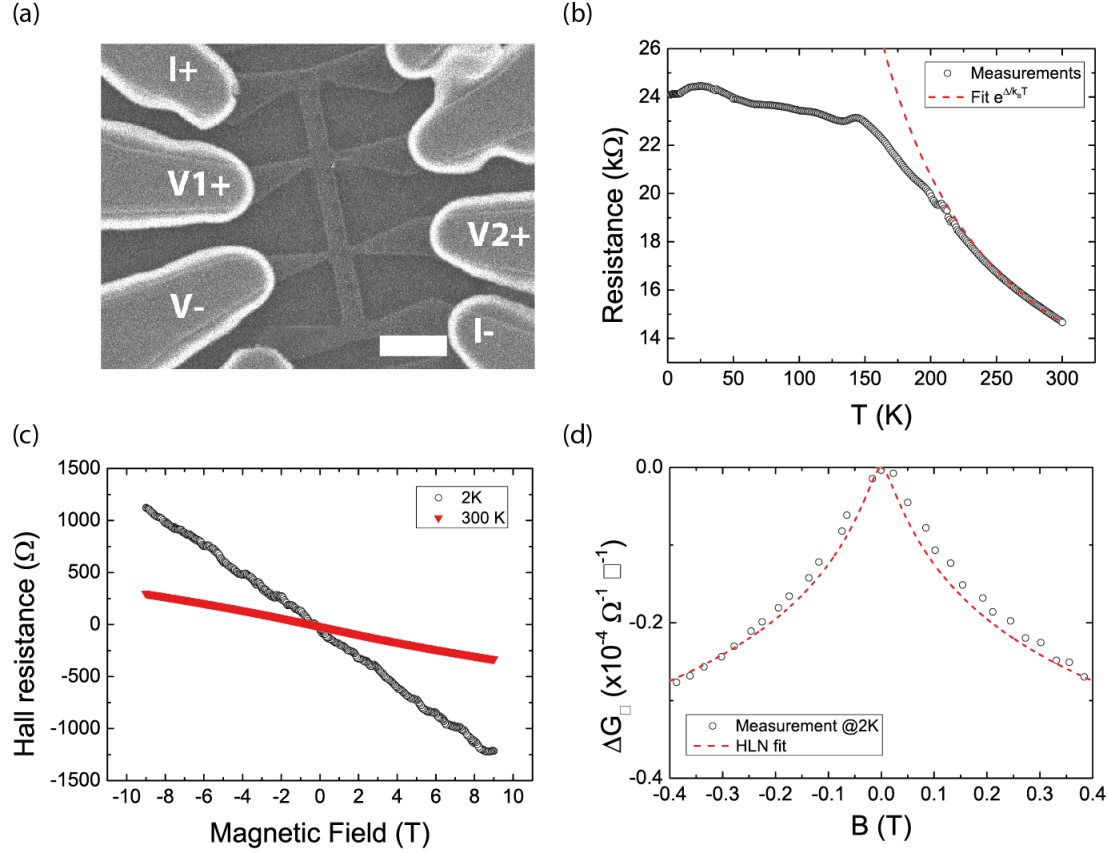 (a)
I+
V1+
V2+
V-
I-
(b)
26
24
22
20
18
16
14
0
50
100
150
200
250
300
Resistance (kΩ)
T (K)
Measurements
Fit e^Δ/k_BT
(c)
1500
1000
500
0
-500
-1000
-1500
-10
-8
-6
-4
-2
0
2
4
6
8
10
Hall resistance (Ω)
Magnetic Field (T)
2K
300 K
(d)
0.0
-0.2
-0.4
-0.4
-0.3
-0.2
-0.1
0.0
0.1
0.2
0.3
0.4
ΔG□ (x10⁻⁴ Ω⁻¹ □⁻¹)
B (T)
Measurement @2K
HLN fit